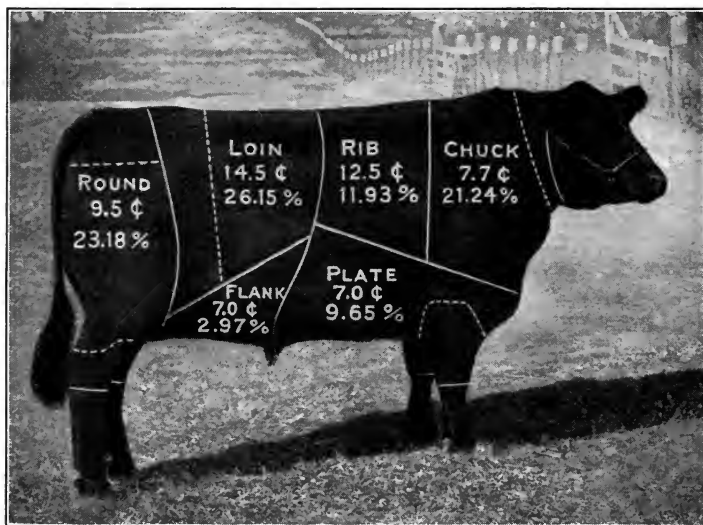 ROUND
9.5 ¢
23.18 %
LOIN
14.5 ¢
26.15 %
RIB
12.5 ¢
11.93 %
CHUCK
7.7 ¢
21.24 %
FLANK
7.0 ¢
2.97 %
PLATE
7.0 ¢
9.65 %